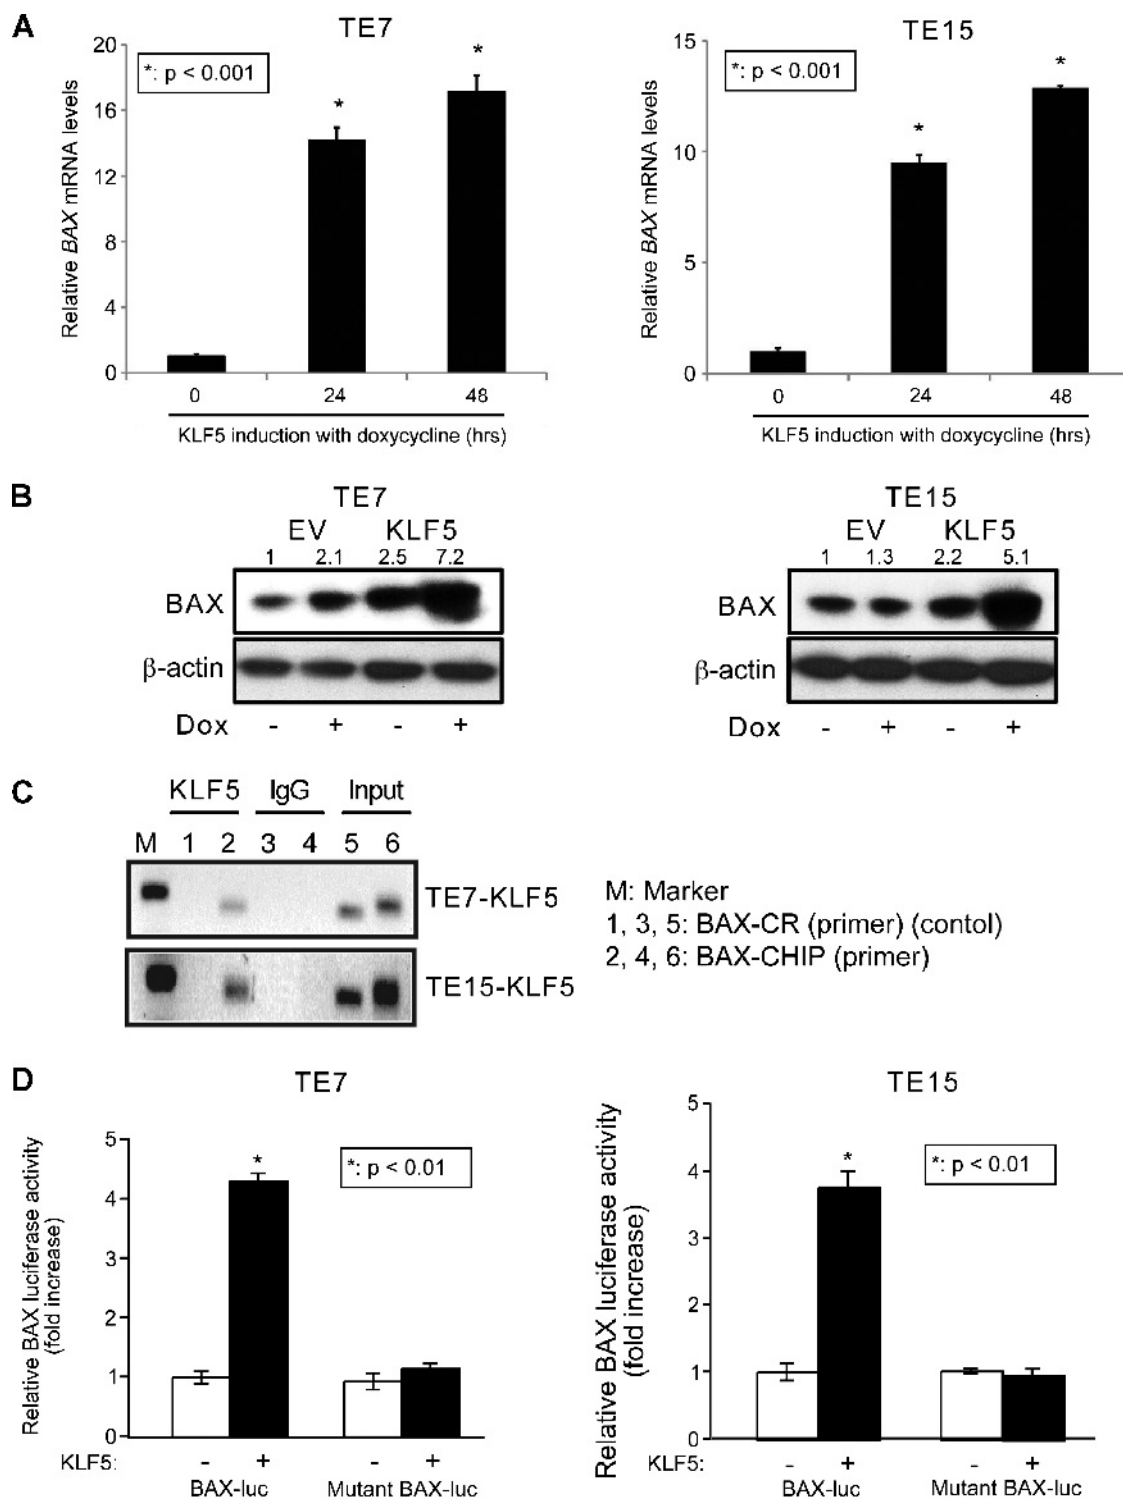 A
TE7
TE15
*: p < 0.001
*: p < 0.001
Relative BAX mRNA levels
20
16
12
8
4
0
*
*
0 24 48
KLF5 induction with doxycycline (hrs)
Relative BAX mRNA levels
15
10
5
0
*
*
0 24 48
KLF5 induction with doxycycline (hrs)
B
TE7
EV KLF5
1 2.1 2.5 7.2
BAX
β-actin
Dox - + - +
TE15
EV KLF5
1 1.3 2.2 5.1
BAX
β-actin
Dox - + - +
C
KLF5 IgG Input
M 1 2 3 4 5 6
TE7-KLF5
TE15-KLF5
M: Marker
1, 3, 5: BAX-CR (primer) (contol)
2, 4, 6: BAX-CHIP (primer)
D
TE7
Relative BAX luciferase activity
(fold increase)
5
4
3
2
1
0
*
*: p < 0.01
KLF5: - + - +
BAX-luc Mutant BAX-luc
TE15
Relative BAX luciferase activity
(fold increase)
5
4
3
2
1
0
*
*: p < 0.01
KLF5: - + - +
BAX-luc Mutant BAX-luc